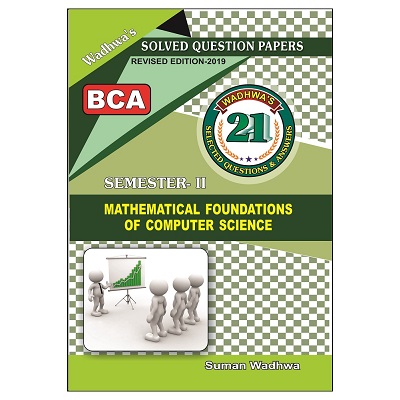 Wadhwa's
SOLVED QUESTION PAPERS
REVISED EDITION-2019
BCA
WADHWA'S
21
SELECTED QUESTIONS & ANSWERS
SEMESTER- II
MATHEMATICAL FOUNDATIONS
OF COMPUTER SCIENCE
Suman Wadhwa